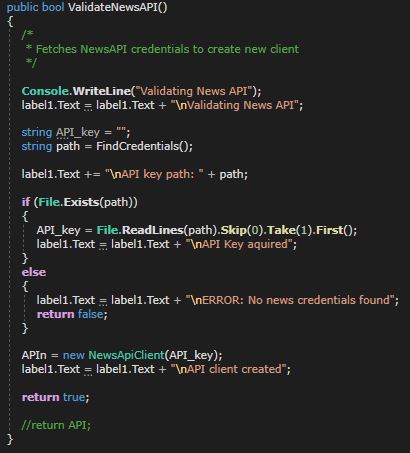 public bool ValidateNewsAPI()
{
/*
* Fetches NewsAPI credentials to create new client
*/
Console.WriteLine("Validating News API");
label1.Text = label1.Text + "\nValidating News API";
string API_key = "";
string path = FindCredentials();
label1.Text += "\nAPI key path: " + path;
if (File.Exists(path))
{
API_key = File.ReadLines(path).Skip(0).Take(1).First();
label1.Text = label1.Text + "\nAPI Key aquired";
}
else
{
label1.Text = label1.Text + "\nERROR: No news credentials found";
return false;
}
APIn = new NewsApiClient(API_key);
label1.Text = label1.Text + "\nAPI client created";
return true;
//return API;
}